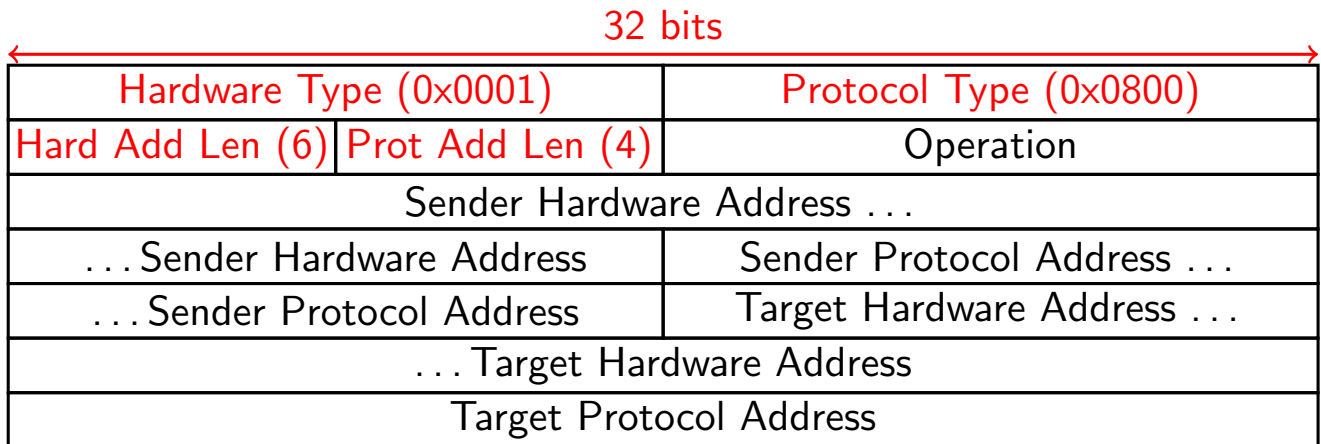 32 bits
Hardware Type (0x0001) Protocol Type (0x0800)
Hard Add Len (6) Prot Add Len (4) Operation
Sender Hardware Address . . .
. . . Sender Hardware Address Sender Protocol Address . . .
. . . Sender Protocol Address Target Hardware Address . . .
. . . Target Hardware Address
Target Protocol Address